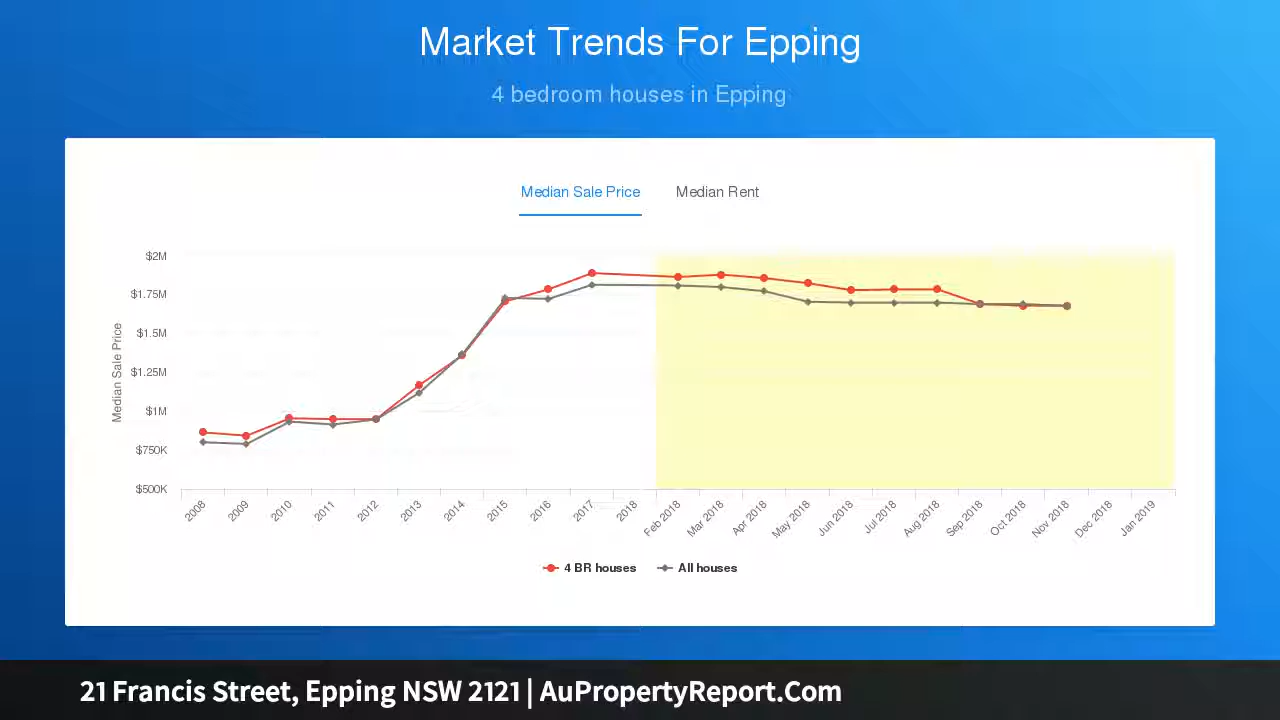 Market Trends For Epping
4 bedroom houses in Epping
Median Sale Price Median Rent
Median Sale Price
$2M
$1.75M
$1.5M
$1.25M
$1M
$750K
$500K
2008 2009 2010 2011 2012 2013 2014 2015 2016 2017 2018 Feb 2018 Mar 2018 Apr 2018 May 2018 Jun 2018 Jul 2018 Aug 2018 Sep 2018 Oct 2018 Nov 2018 Dec 2018 Jan 2019
4 BR houses All houses
21 Francis Street, Epping NSW 2121 | AuPropertyReport.Com